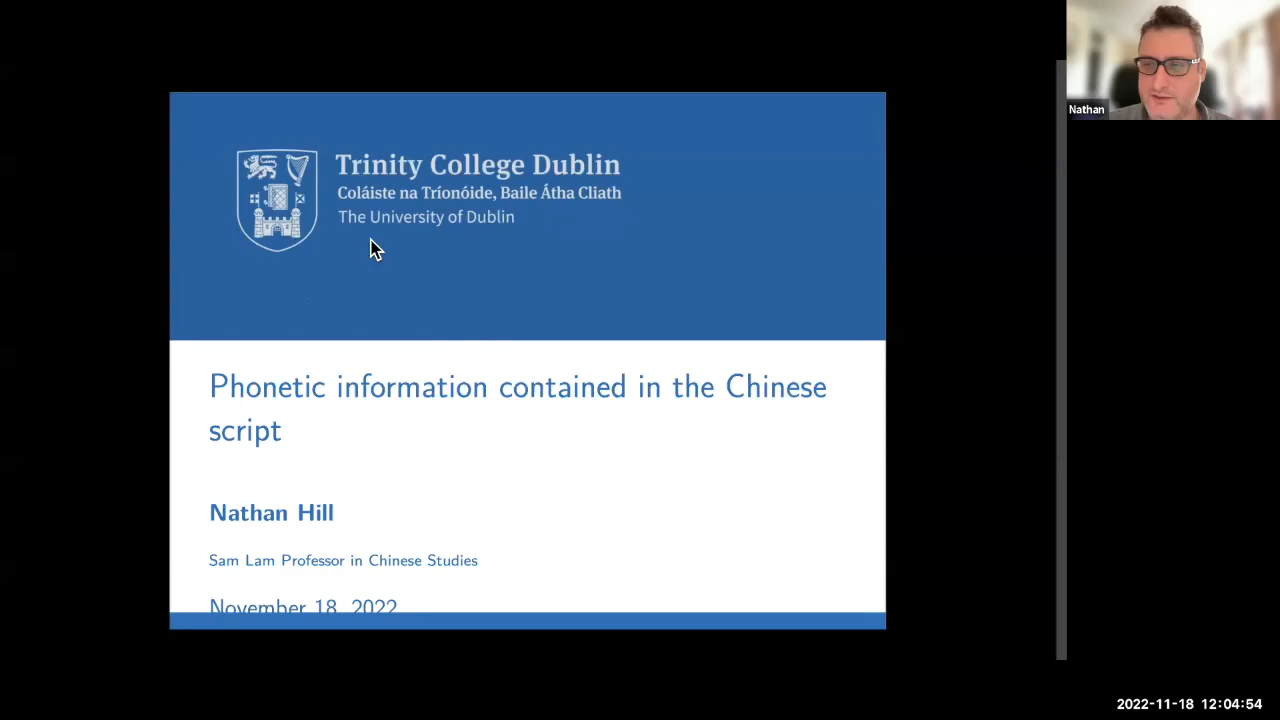 Trinity College Dublin
Coláiste na Tríonóide, Baile Átha Cliath
The University of Dublin
Phonetic information contained in the Chinese
script
Nathan Hill
Sam Lam Professor in Chinese Studies
November 18, 2022
Nathan
2022-11-18 12:04:54